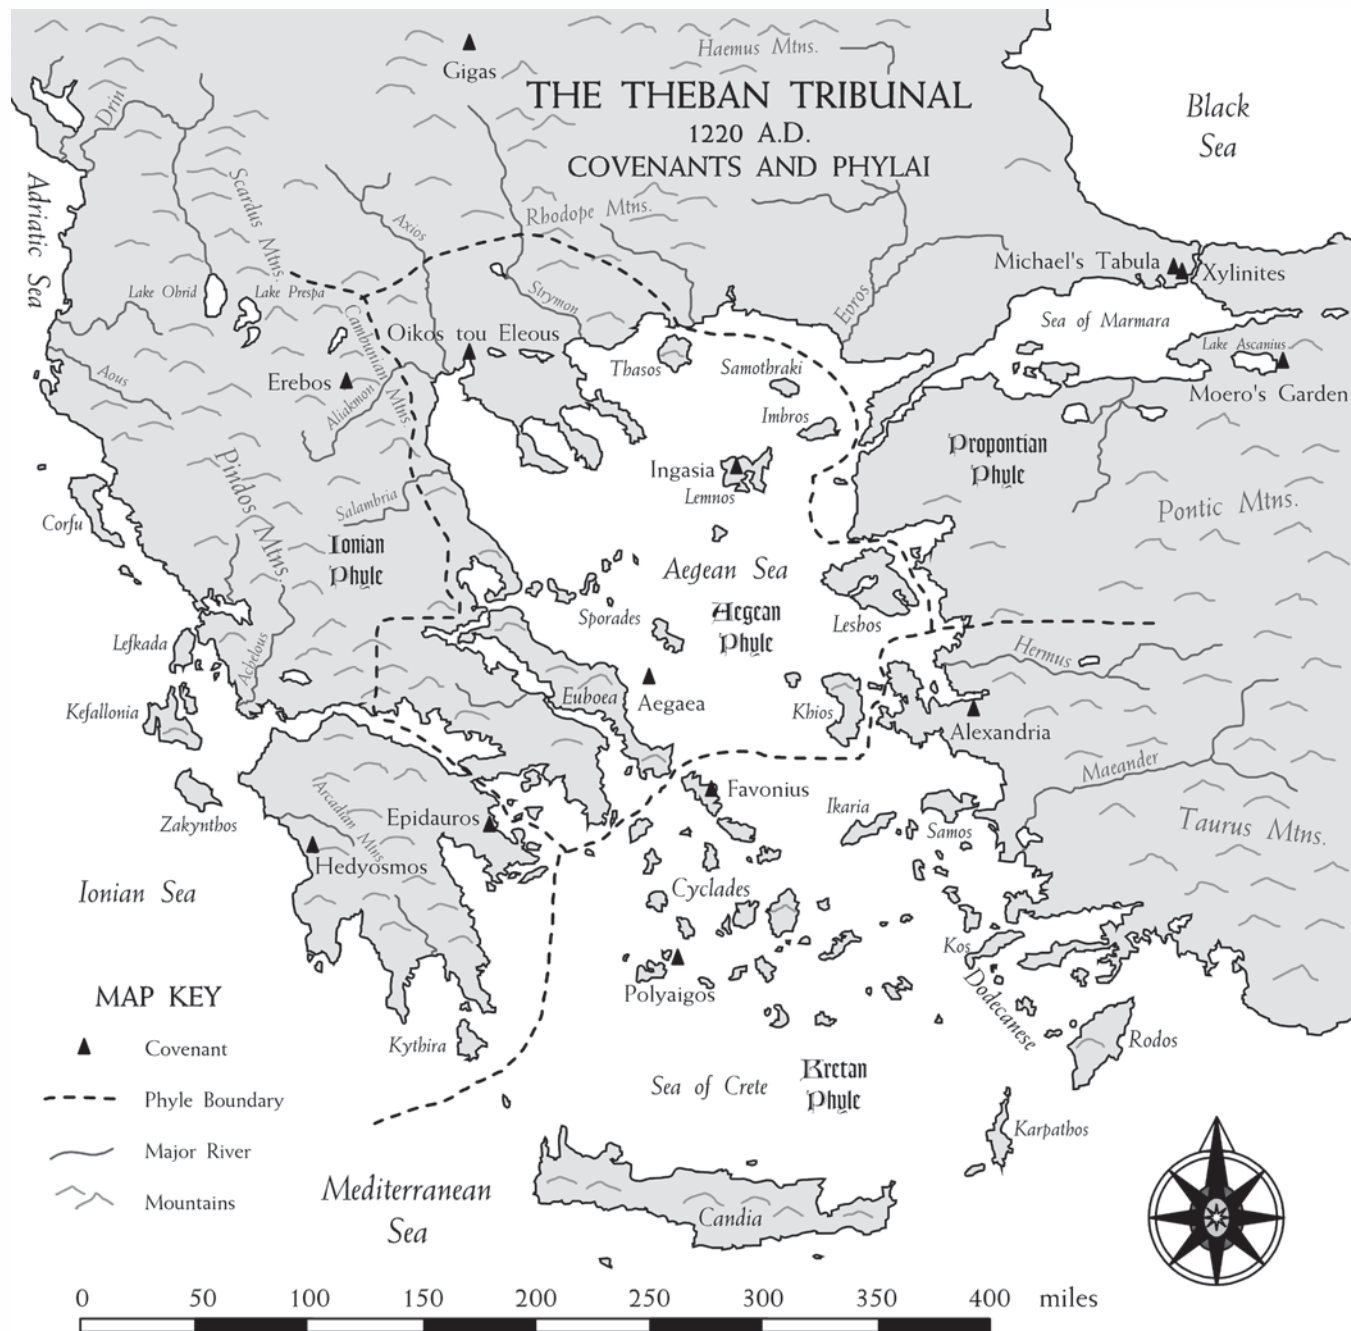 Haemus Mtns.
Gigas
THE THEBAN TRIBUNAL
1220 A.D.
COVENANTS AND PHYLAI
Black
Sea
Drin
Adriatic Sea
Scardus Mtns.
Axios
Rhodope Mtns.
Michael's Tabula
Xylinites
Lake Ohrid
Lake Prespa
Strymon
Evros
Sea of Marmara
Cambunian Mtns.
Oikos tou Eleous
Lake Ascanius
Thasos
Samothraki
Aous
Erebos
Moero's Garden
Aliakmon
Imbros
Propontian
Phyle
Pindos Mtns.
Ingasia
Lemnos
Salambria
Pontic Mtns.
Corfu
Ionian
Phyle
Aegean Sea
Aegean
Phyle
Sporades
Lesbos
Lefkada
Achelous
Hermus
Euboea
Aegaea
Khios
Kefallonia
Alexandria
Maeander
Arcadian Mtns.
Favonius
Zakynthos
Epidauros
Ikaria
Samos
Taurus Mtns.
Hedyosmos
Ionian Sea
Cyclades
Kos
Polyaigos
Dodecanese
MAP KEY
Covenant
Kythira
Rodos
Phyle Boundary
Sea of Crete
Kretan
Phyle
Karpathos
Major River
Mountains
Mediterranean
Sea
Candia
0 50 100 150 200 250 300 350 400 miles